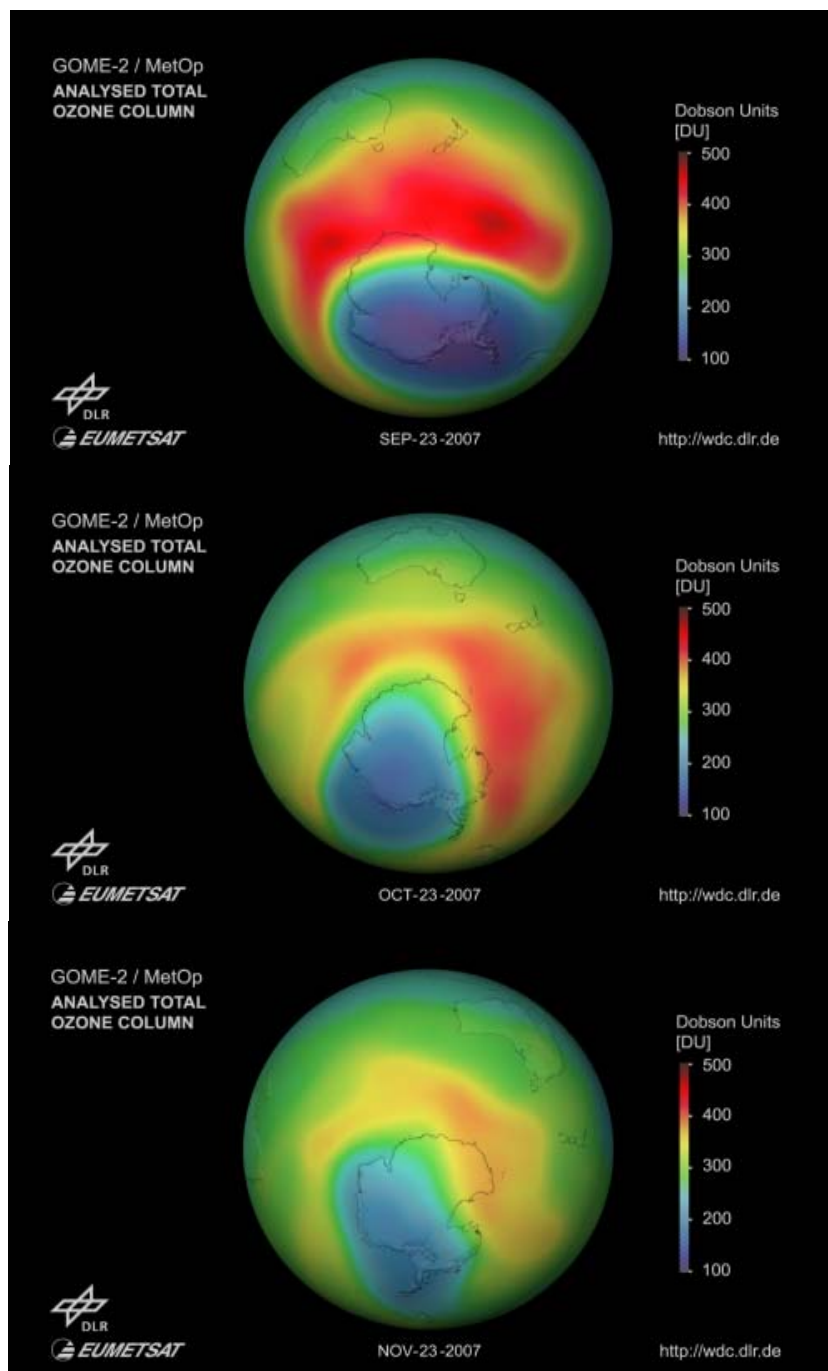 GOME-2 / MetOp
ANALYSED TOTAL
OZONE COLUMN
Dobson Units
[DU]
500
400
300
200
100
DLR
EUMETSAT
SEP-23-2007
http://wdc.dlr.de
GOME-2 / MetOp
ANALYSED TOTAL
OZONE COLUMN
Dobson Units
[DU]
500
400
300
200
100
DLR
EUMETSAT
OCT-23-2007
http://wdc.dlr.de
GOME-2 / MetOp
ANALYSED TOTAL
OZONE COLUMN
Dobson Units
[DU]
500
400
300
200
100
DLR
EUMETSAT
NOV-23-2007
http://wdc.dlr.de